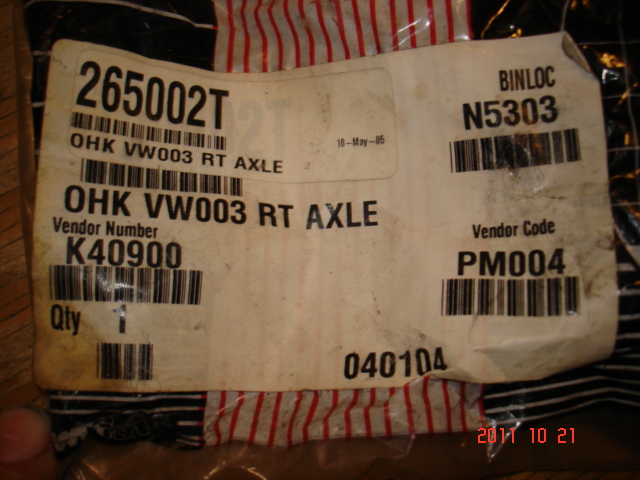 265002T
OHK VW003 RT AXLE
10-May-05
BINLOC
N5303
OHK VW003 RT AXLE
Vendor Number
K40900
Vendor Code
PM004
Qty 1
040104
2011 10 21